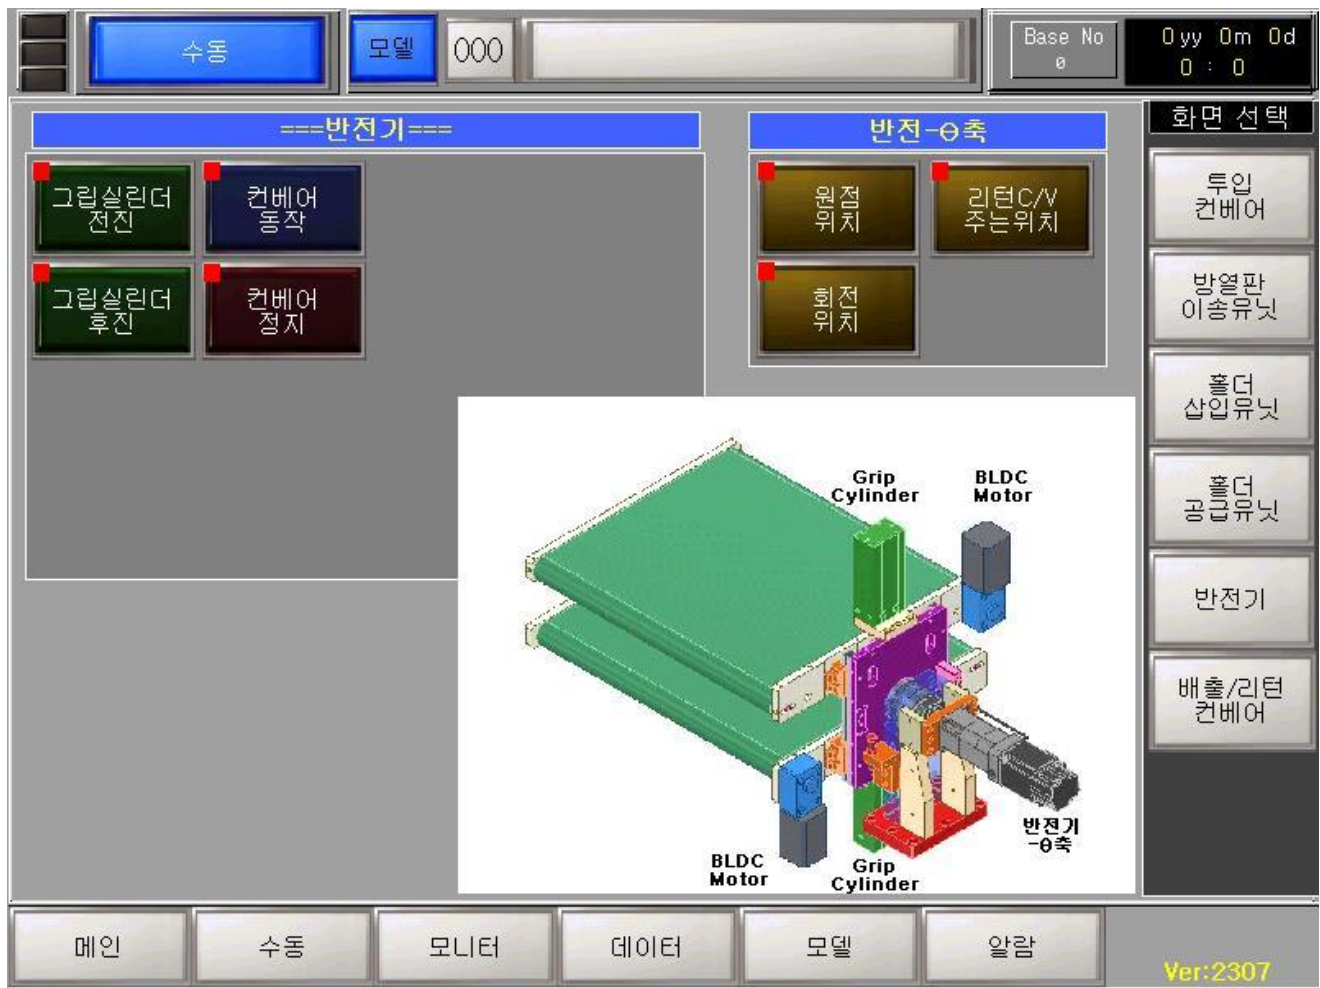 수동
모델
000
Base No
0
0yy 0m 0d
0 : 0
===반전기===
그립실린더
전진
컨베어
동작
그립실린더
후진
컨베어
정지
반전-Θ축
원점
위치
리턴C/V
주는위치
회전
위치
화면 선택
투입
컨베어
방열판
이송유닛
홀더
삽입유닛
홀더
공급유닛
반전기
배출/리턴
컨베어
Grip
Cylinder
BLDC
Motor
반전기
-θ축
BLDC
Motor
Grip
Cylinder
메인
수동
모니터
데이터
모델
알람
Ver:2307